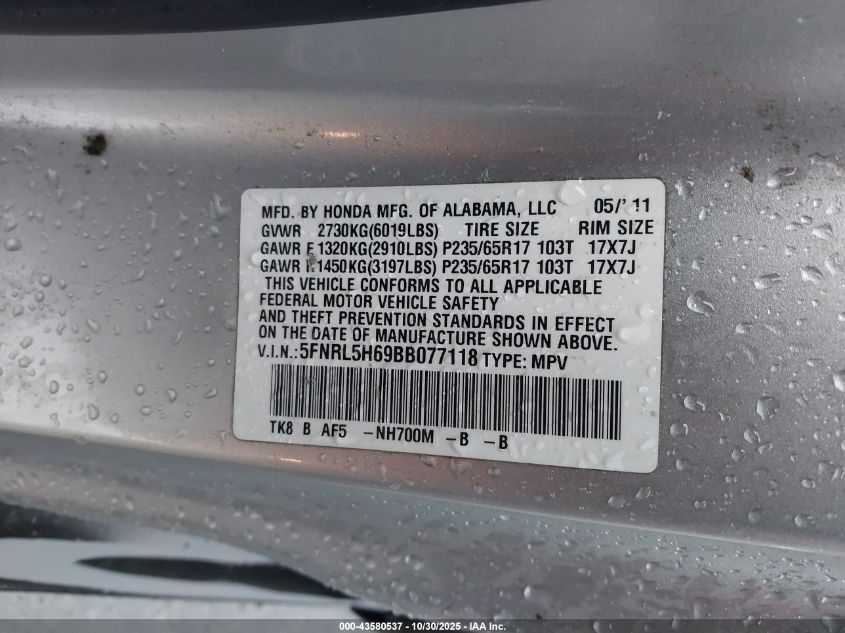 MFD. BY HONDA MFG. OF ALABAMA, LLC 05/' 11
GVWR 2730KG(6019LBS) TIRE SIZE RIM SIZE
GAWR F 1320KG(2910LBS) P235/65R17 103T 17X7J
GAWR R 1450KG(3197LBS) P235/65R17 103T 17X7J
THIS VEHICLE CONFORMS TO ALL APPLICABLE
FEDERAL MOTOR VEHICLE SAFETY
AND THEFT PREVENTION STANDARDS IN EFFECT
ON THE DATE OF MANUFACTURE SHOWN ABOVE.
V.I.N.: 5FNRL5H69BB077118 TYPE: MPV
TK8 B AF5 -NH700M -B -B
000-43580537 - 10/30/2025 - IAA Inc.